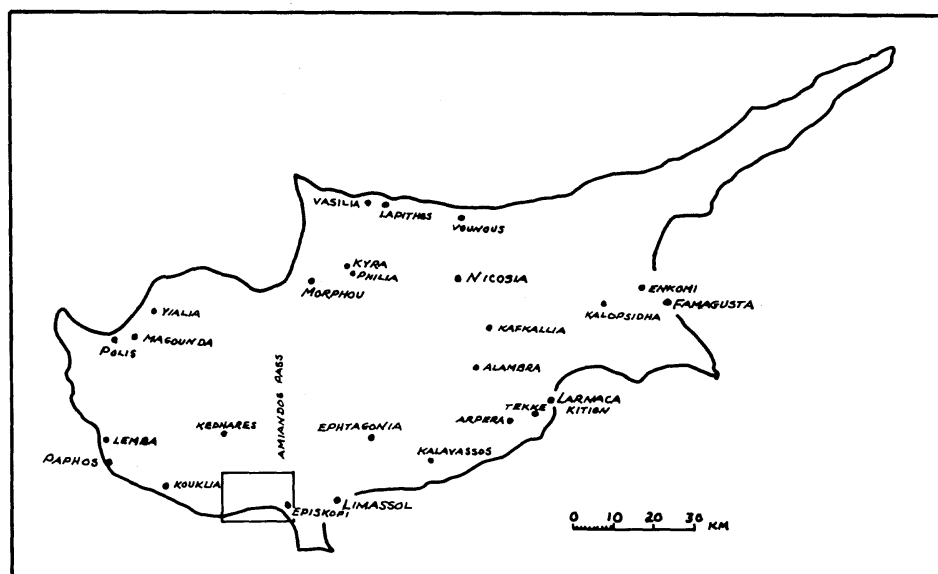 VASILIA
LAPITHOS
VOUNOUS
KYRA
PHILIA
MORPHOU
NICOSIA
ENKOMI
FAMAGUSTA
KALOPSIDHA
YIALIA
MAGOUNDA
POLIS
KAFKALLIA
ALAMBRA
AMIANDOS PASS
LARNACA
KITION
TEKKE
ARPERA
KEDHARES
EPHTAGONIA
LEMBA
PAPHOS
KALAVASSOS
KOUKLIA
EPISKOPI
LIMASSOL
0 10 20 30 KM